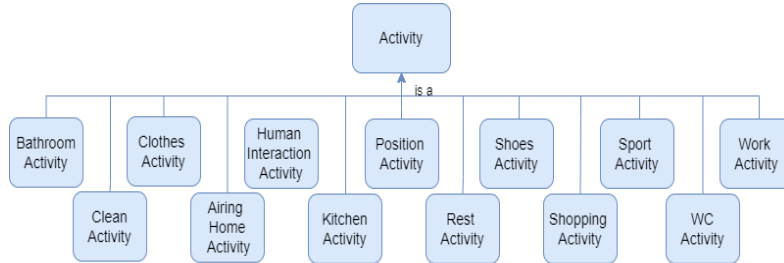 Activity
is a
Bathroom
Activity
Clothes
Activity
Human
Interaction
Activity
Position
Activity
Shoes
Activity
Sport
Activity
Work
Activity
Clean
Activity
Airing
Home
Activity
Kitchen
Activity
Rest
Activity
Shopping
Activity
WC
Activity